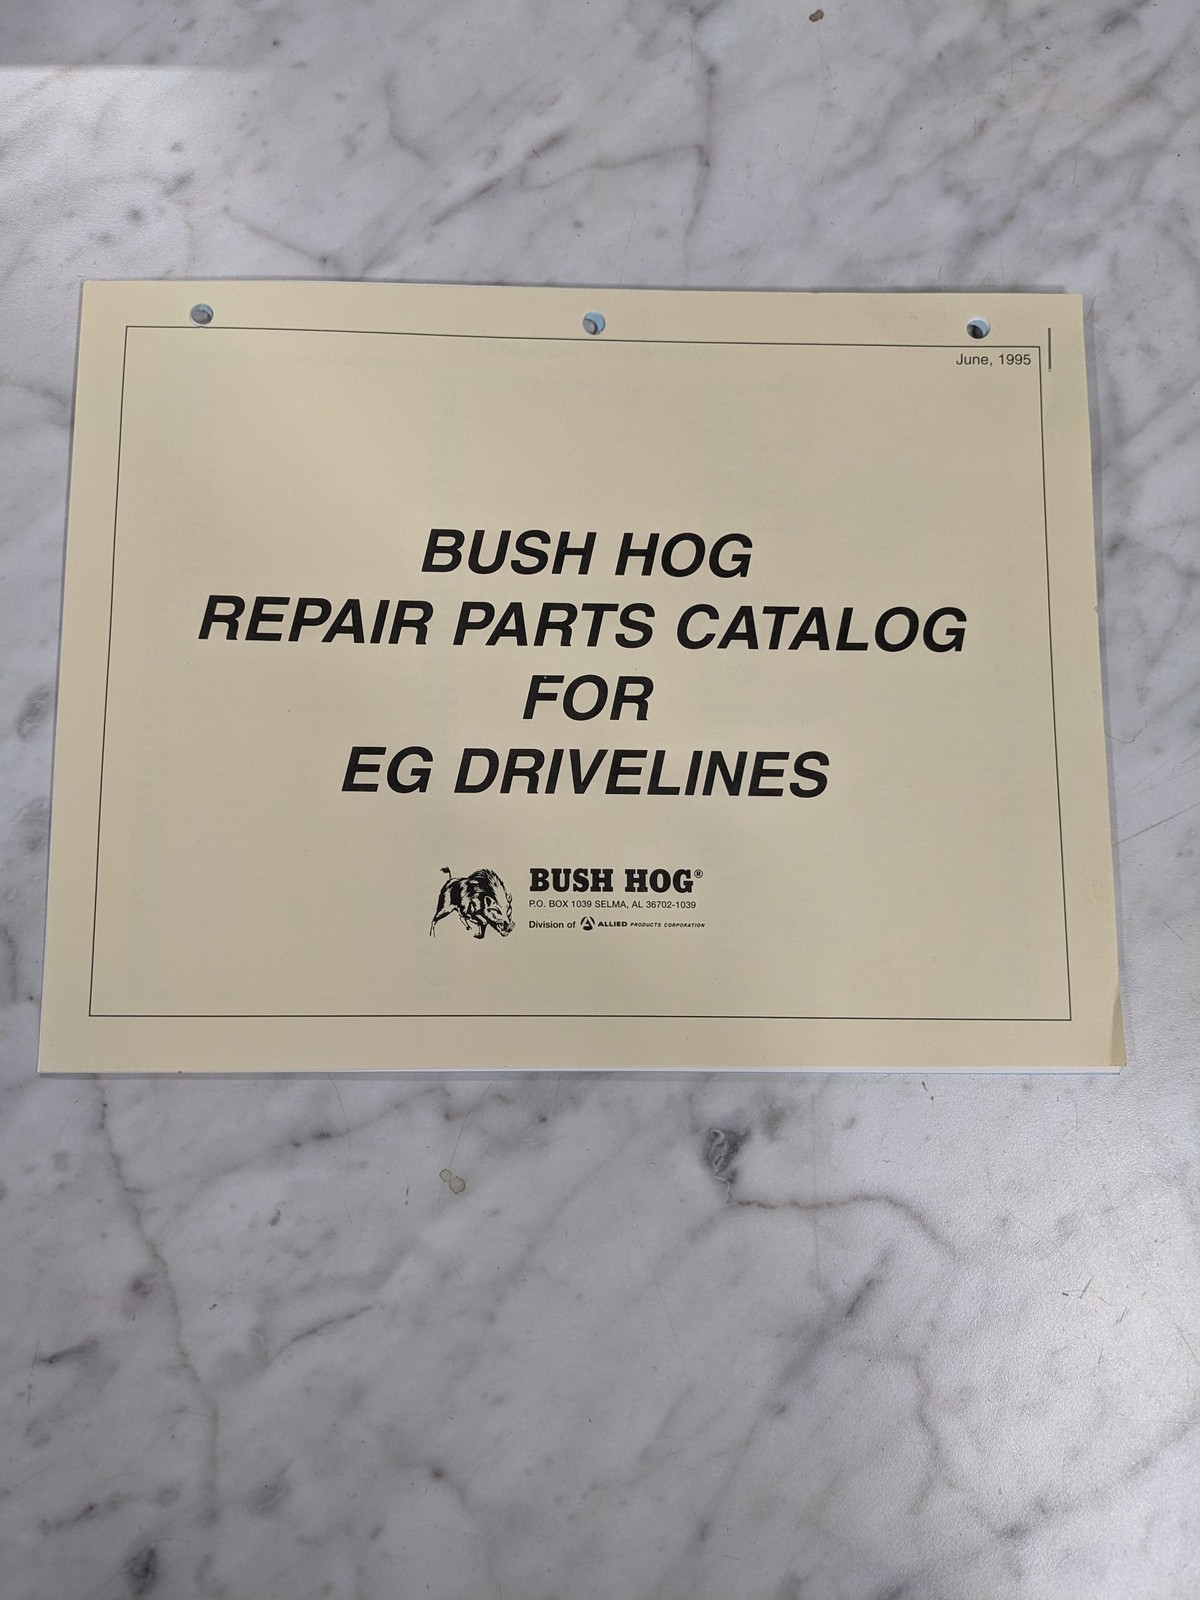 June, 1995
BUSH HOG
REPAIR PARTS CATALOG
FOR
EG DRIVELINES
BUSH HOG®
P.O. BOX 1039 SELMA, AL 36702-1039
Division of ALLIED PRODUCTS CORPORATION